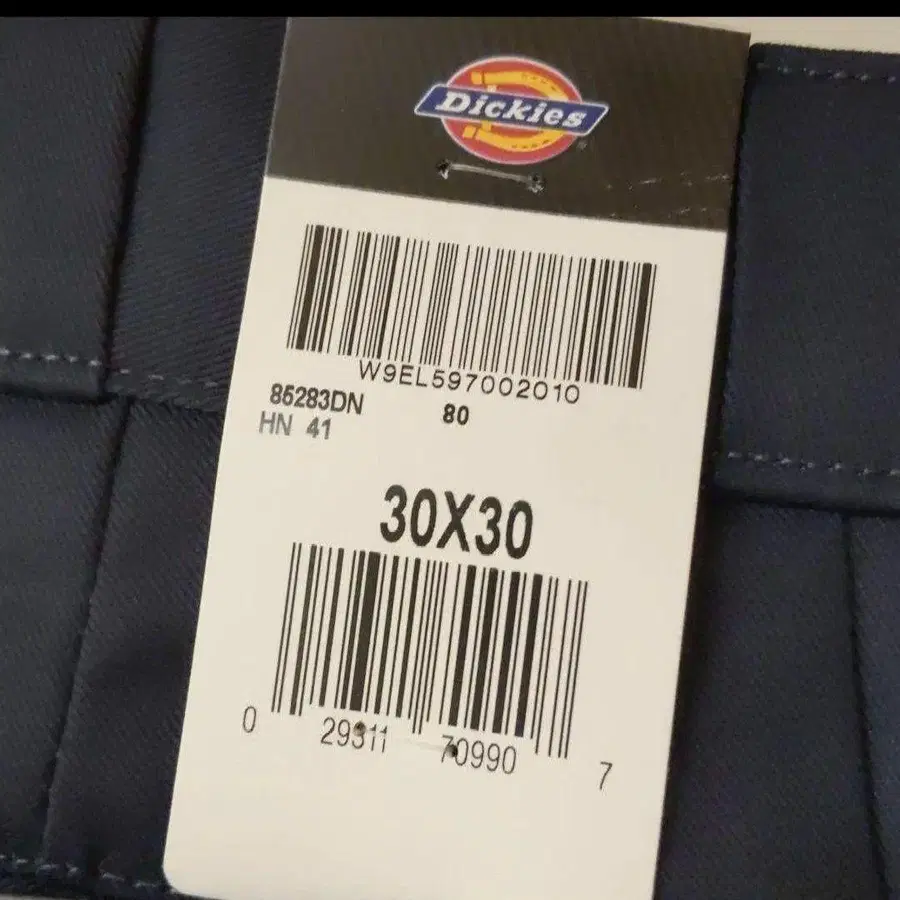 Dickies
W9EL597002010
85283DN
80
HN 41
30X30
0 29311 70990 7